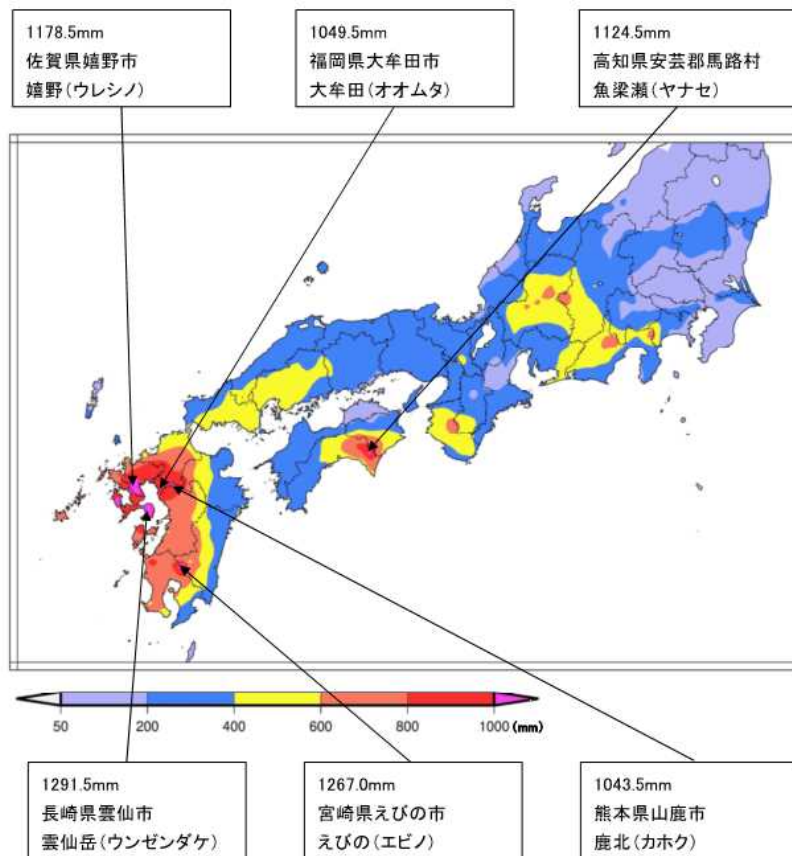 1178.5mm
佐賀県嬉野市
嬉野(ウレシノ)
1049.5mm
福岡県大牟田市
大牟田(オオムタ)
1124.5mm
高知県安芸郡馬路村
魚梁瀬(ヤナセ)
50 200 400 600 800 1000 (mm)
1291.5mm
長崎県雲仙市
雲仙岳(ウンゼンダケ)
1267.0mm
宮崎県えびの市
えびの(エビノ)
1043.5mm
熊本県山鹿市
鹿北(カホク)